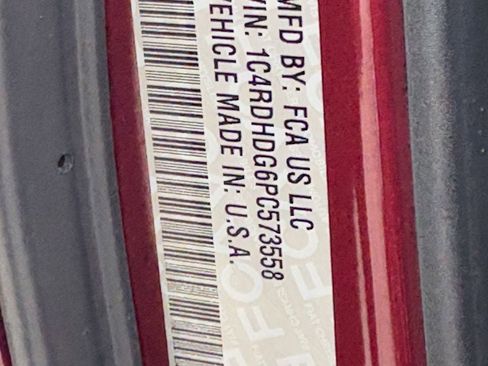 MFD BY: FCA US LLC
VIN: 1C4RDHDG6PC573558
VEHICLE MADE IN: U.S.A.